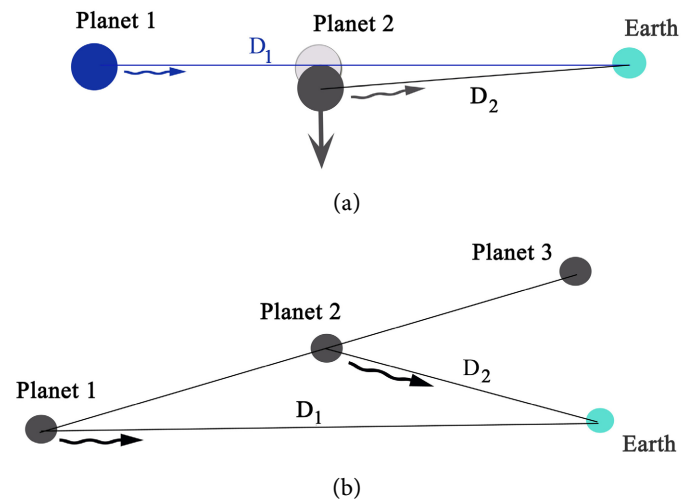 Planet 1
Planet 2
Earth
D1
D2
(a)
Planet 3
Planet 2
Planet 1
D2
D1
Earth
(b)